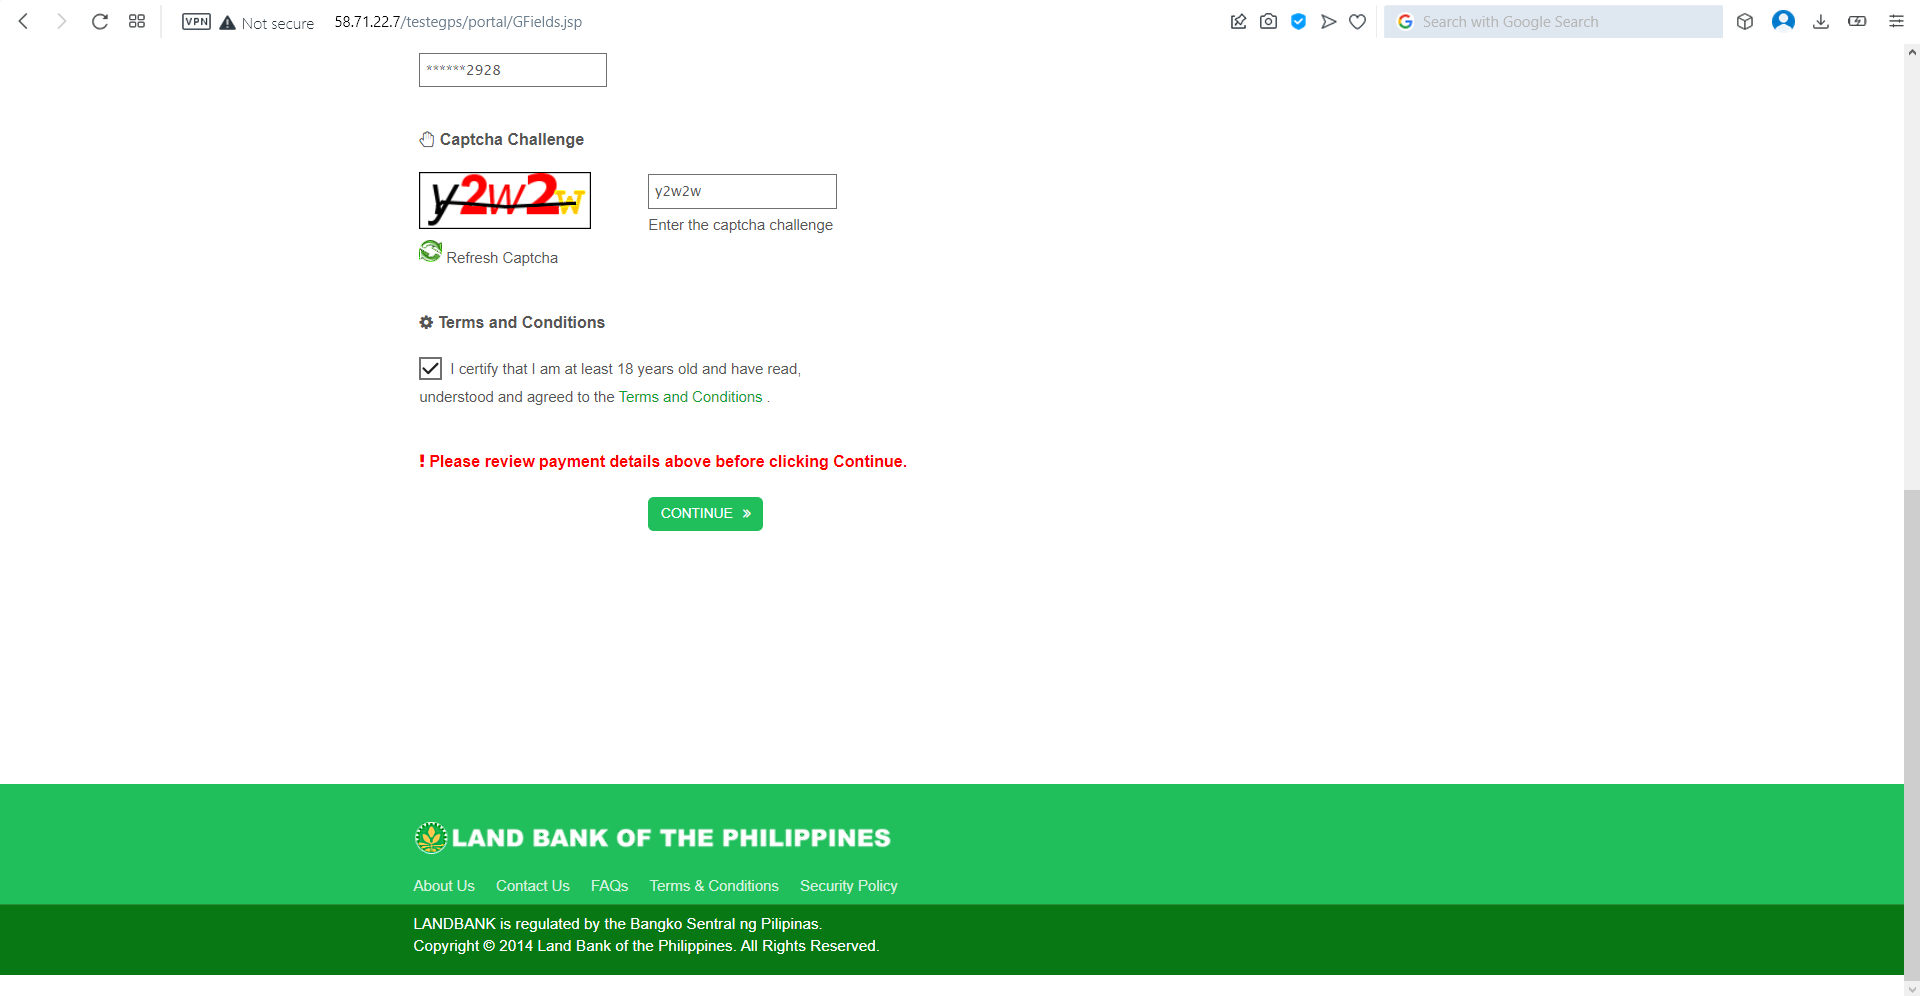 VPN Not secure 58.71.22.7/testegps/portal/GFields.jsp Search with Google Search
******2928
Captcha Challenge
y2w2w y2w2w
Enter the captcha challenge
Refresh Captcha
Terms and Conditions
I certify that I am at least 18 years old and have read,
understood and agreed to the Terms and Conditions .
! Please review payment details above before clicking Continue.
CONTINUE »
LAND BANK OF THE PHILIPPINES
About Us Contact Us FAQs Terms & Conditions Security Policy
LANDBANK is regulated by the Bangko Sentral ng Pilipinas.
Copyright © 2014 Land Bank of the Philippines. All Rights Reserved.